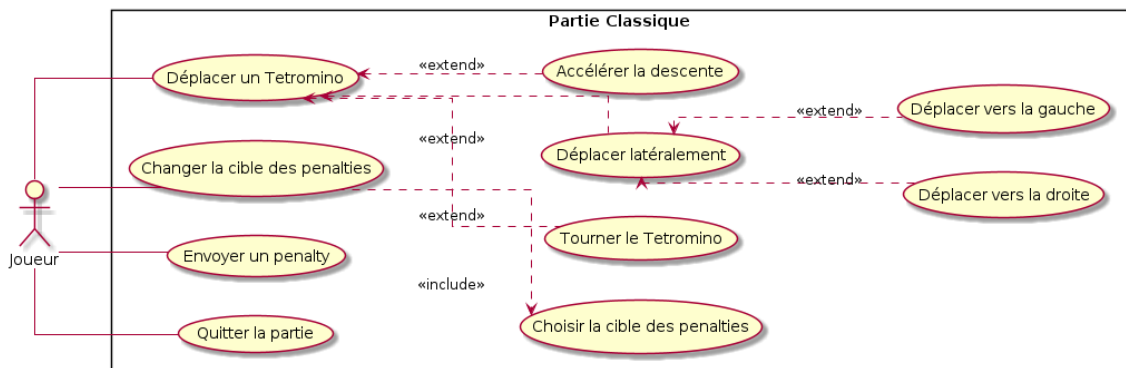 Partie Classique
Déplacer un Tetromino
«extend»
Accélérer la descente
«extend»
Déplacer vers la gauche
«extend»
Déplacer latéralement
Changer la cible des penalties
«extend»
Déplacer vers la droite
«extend»
Tourner le Tetromino
Joueur
Envoyer un penalty
«include»
Choisir la cible des penalties
Quitter la partie